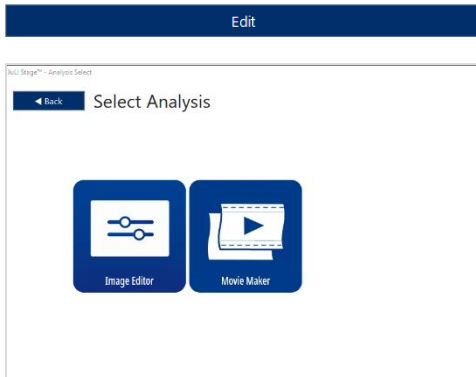 Edit
JuLI Stage™ - Analysis Select
◀ Back Select Analysis
Image Editor Movie Maker